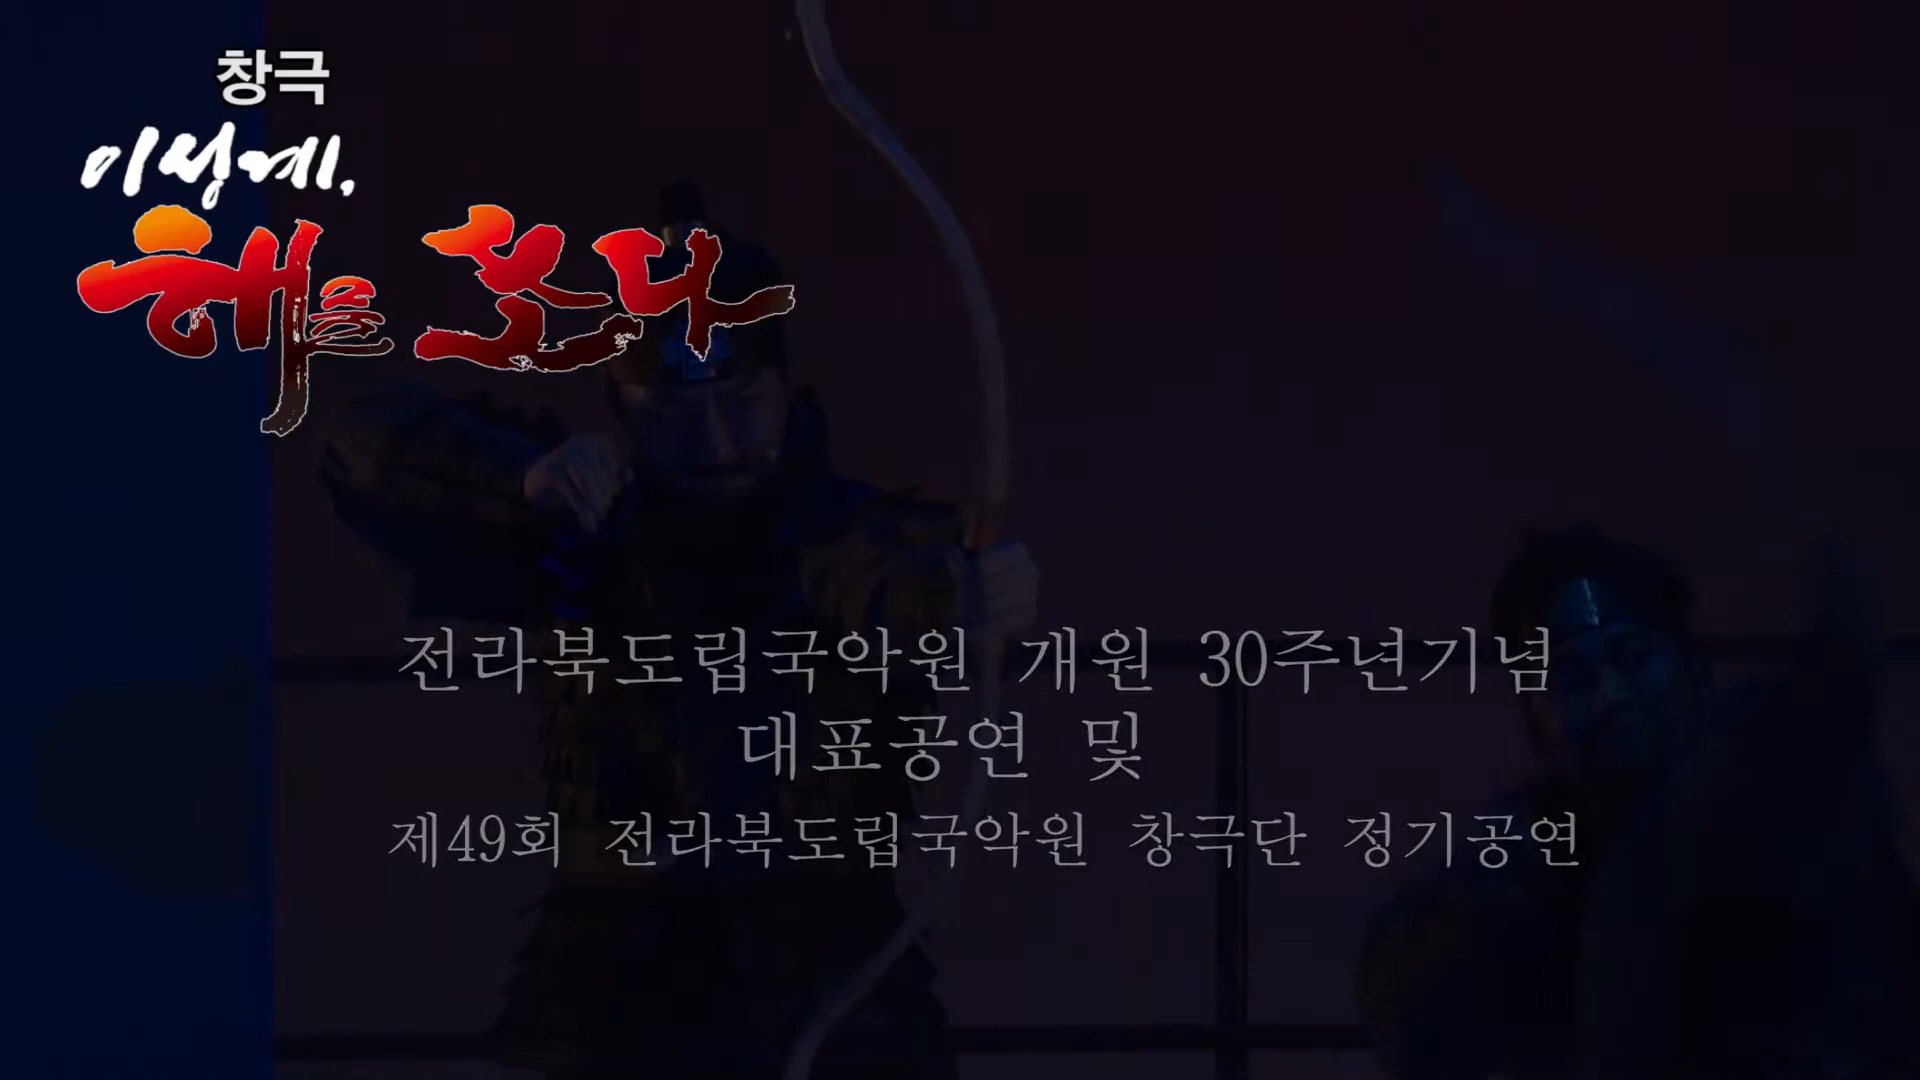 창극
이성계,
해를 쏘다
전라북도립국악원 개원 30주년기념
대표공연 및
제49회 전라북도립국악원 창극단 정기공연